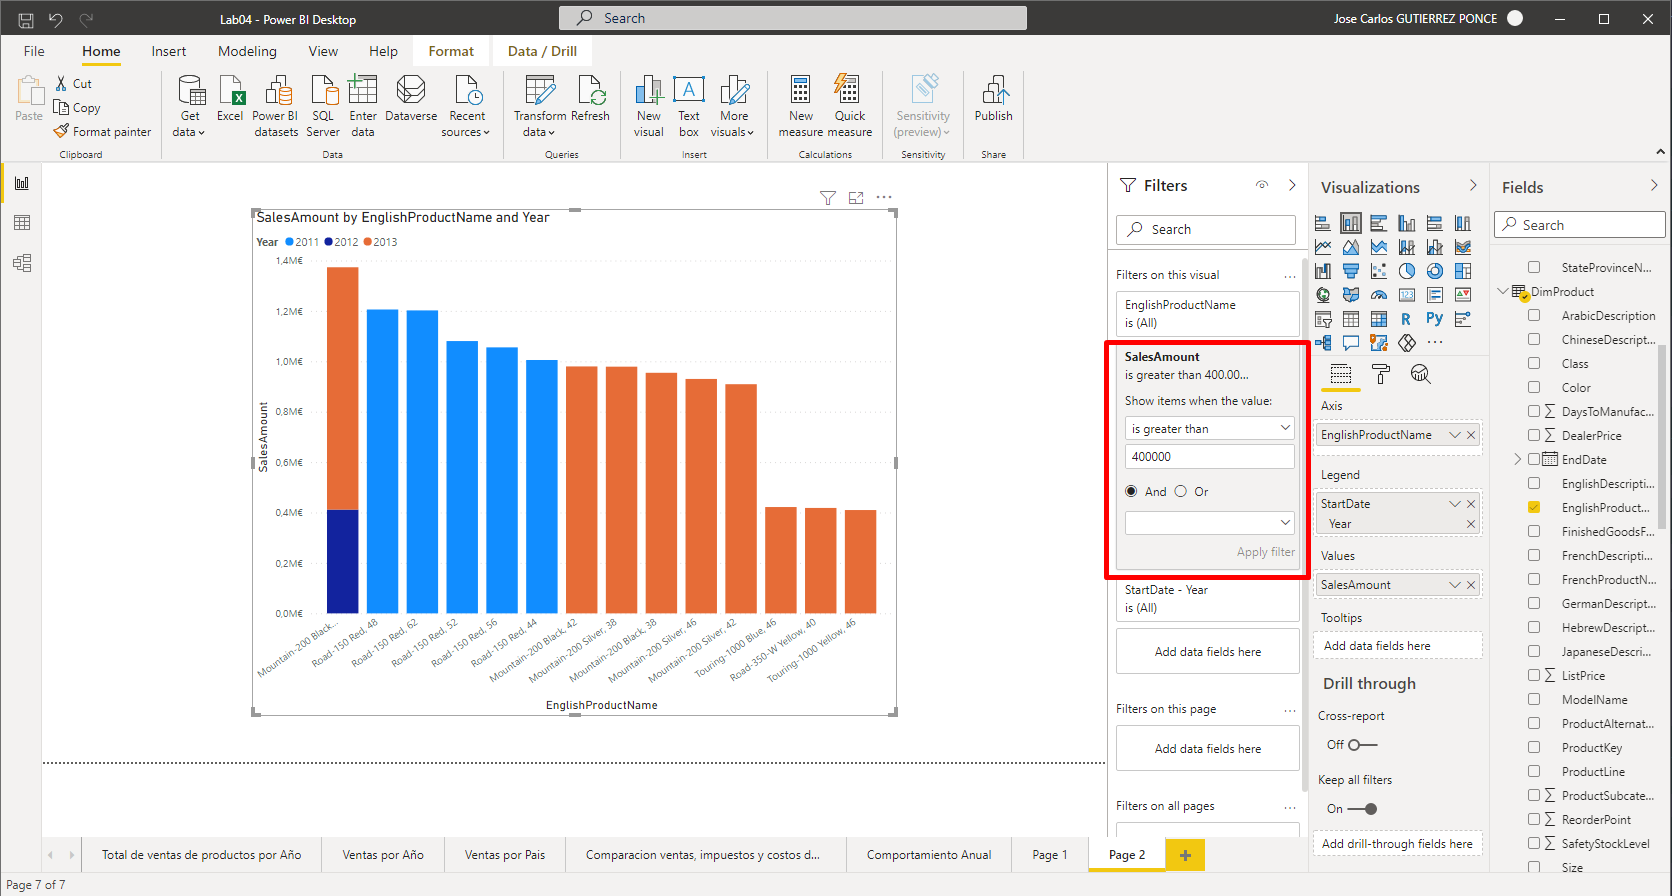 Lab04 - Power BI Desktop
Search
Jose Carlos GUTIERREZ PONCE
File
Home
Insert
Modeling
View
Help
Format
Data / Drill
Paste
Cut
Copy
Format painter
Clipboard
Get data
Excel
Power BI datasets
SQL Server
Enter data
Dataverse
Recent sources
Data
Transform data
Refresh
Queries
New visual
Text box
More visuals
Insert
New measure
Quick measure
Calculations
Sensitivity (preview)
Sensitivity
Publish
Share
SalesAmount by EnglishProductName and Year
Year 2011 2012 2013
1,4M€
1,2M€
1,0M€
0,8M€
0,6M€
0,4M€
0,2M€
0,0M€
SalesAmount
Mountain-200 Black...
Road-150 Red, 48
Road-150 Red, 62
Road-150 Red, 52
Road-150 Red, 56
Road-150 Red, 44
Mountain-200 Black, 42
Mountain-200 Silver, 38
Mountain-200 Black, 38
Mountain-200 Silver, 46
Mountain-200 Silver, 42
Touring-1000 Blue, 46
Road-350-W Yellow, 40
Touring-1000 Yellow, 46
EnglishProductName
Filters
Search
Filters on this visual
...
EnglishProductName
is (All)
SalesAmount
is greater than 400.00...
Show items when the value:
is greater than
400000
And
Or
Apply filter
StartDate - Year
is (All)
Add data fields here
Filters on this page
...
Add data fields here
Filters on all pages
...
Visualizations
123
R
Py
...
Axis
EnglishProductName
Legend
StartDate
Year
Values
SalesAmount
Tooltips
Add data fields here
Drill through
Cross-report
Off
Keep all filters
On
Add drill-through fields here
Fields
Search
StateProvinceN...
DimProduct
ArabicDescription
ChineseDescript...
Class
Color
DaysToManufac...
DealerPrice
EndDate
EnglishDescripti...
EnglishProduct...
FinishedGoodsF...
FrenchDescripti...
FrenchProductN...
GermanDescript...
HebrewDescript...
JapaneseDescri...
ListPrice
ModelName
ProductAlternat...
ProductKey
ProductLine
ProductSubcate...
ReorderPoint
SafetyStockLevel
Size
Total de ventas de productos por Año
Ventas por Año
Ventas por Pais
Comparacion ventas, impuestos y costos d...
Comportamiento Anual
Page 1
Page 2
Page 7 of 7